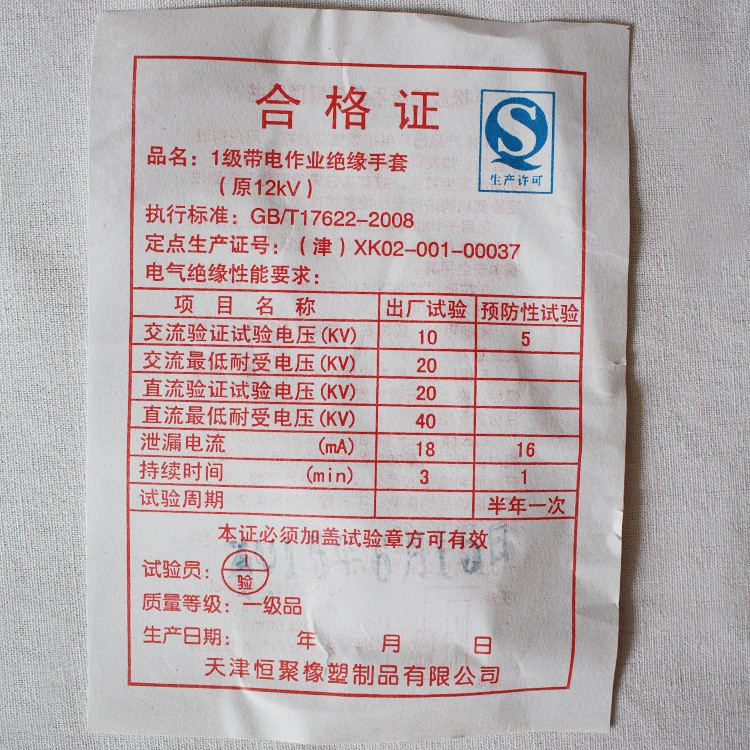 合格证
生产许可
品名：1级带电作业绝缘手套
（原12kV）
执行标准：GB/T17622-2008
定点生产证号：（津）XK02-001-00037
电气绝缘性能要求：
项目名称 出厂试验 预防性试验
交流验证试验电压(KV) 10 5
交流最低耐受电压(KV) 20
直流验证试验电压(KV) 20
直流最低耐受电压(KV) 40
泄漏电流 (mA) 18 16
持续时间 (min) 3 1
试验周期 半年一次
本证必须加盖试验章方可有效
试验员：1 验
质量等级：一级品
生产日期： 年 月 日
天津恒聚橡塑制品有限公司